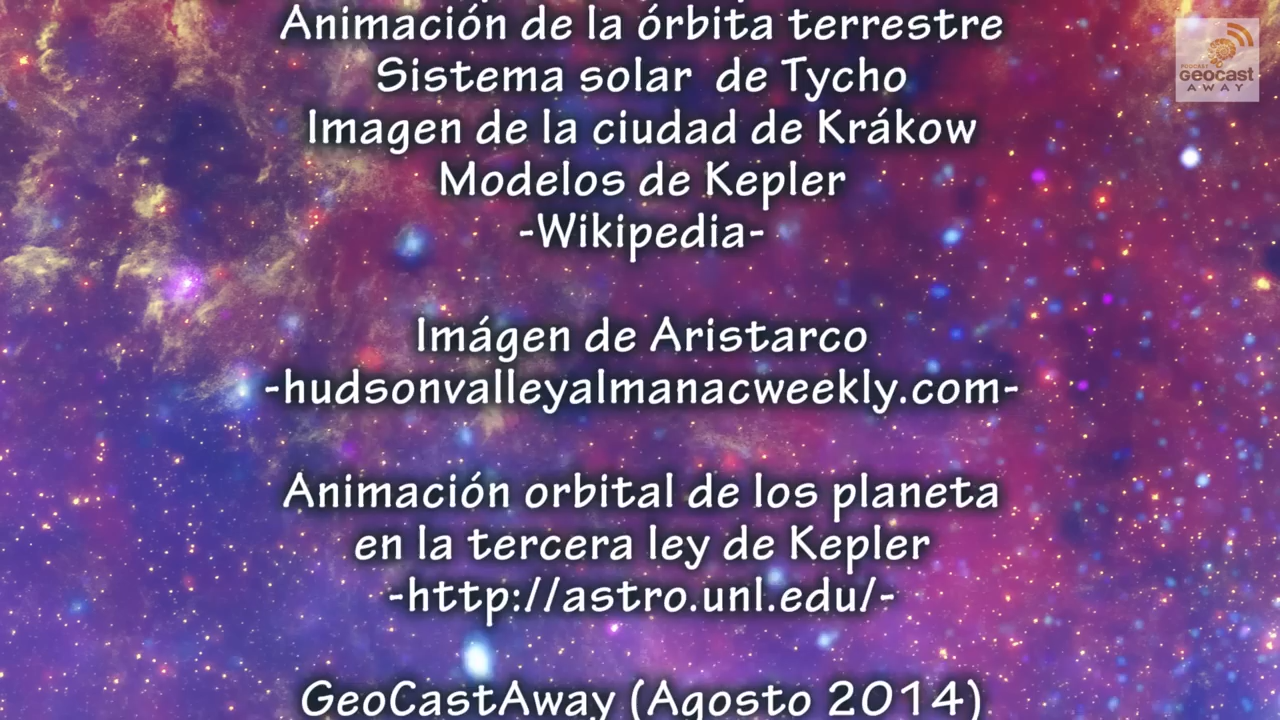 Animación de la órbita terrestre
Sistema solar de Tycho
Imagen de la ciudad de Krákow
Modelos de Kepler
-Wikipedia-
Imágen de Aristarco
-hudsonvalleyalmanacweekly.com-
Animación orbital de los planeta
en la tercera ley de Kepler
-http://astro.unl.edu/-
GeoCastAway (Agosto 2014)
PODCAST
GEOCAST
AWAY